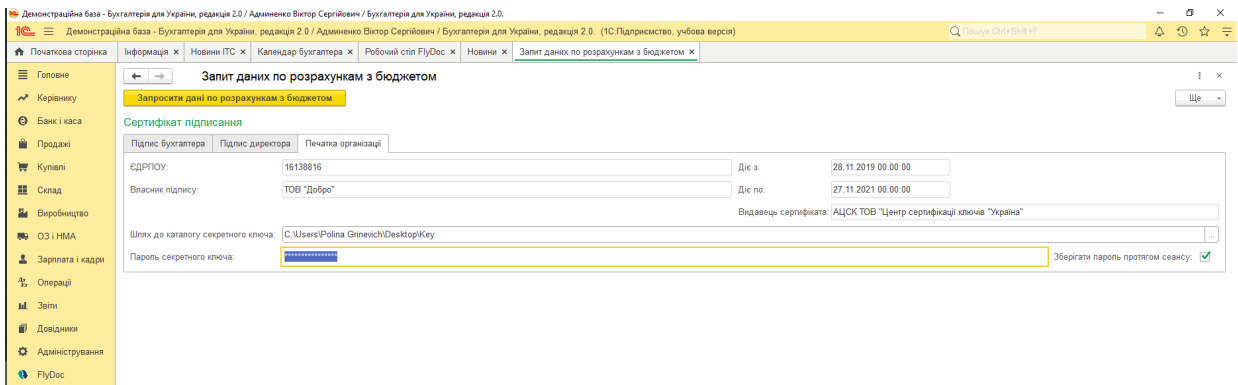 Демонстраційна база - Бухгалтерія для України, редакція 2.0 / Админенко Віктор Сергійович / Бухгалтерія для України, редакція 2.0.
Демонстраційна база - Бухгалтерія для України, редакція 2.0 / Админенко Віктор Сергійович / Бухгалтерія для України, редакція 2.0. (1С:Підприємство, учбова версія) Пошук Ctrl+Shift+F
Початкова сторінка Інформація × Новини ІТС × Календар бухгалтера × Робочий стіл FlyDoc × Новини × Запит даних по розрахункам з бюджетом ×
Головне
Запит даних по розрахункам з бюджетом
Керівнику
Запросити дані по розрахункам з бюджетом Ще
Банк і каса
Сертифікат підписання
Продажі
Підпис бухгалтера Підпис директора Печатка організації
Купівлі
ЄДРПОУ: 16138816 Діє з: 28.11.2019 00:00:00
Склад
Власник підпису: ТОВ "Добро" Діє по: 27.11.2021 00:00:00
Виробництво
Видавець сертифіката: АЦСК ТОВ "Центр сертифікації ключів "Україна"
ОЗ і НМА
Шлях до каталогу секретного ключа: C:\Users\Polina.Grinevich\Desktop\Key ...
Зарплата і кадри
Пароль секретного ключа: *************** Зберігати пароль протягом сеансу:
Операції
Звіти
Довідники
Адміністрування
FlyDoc